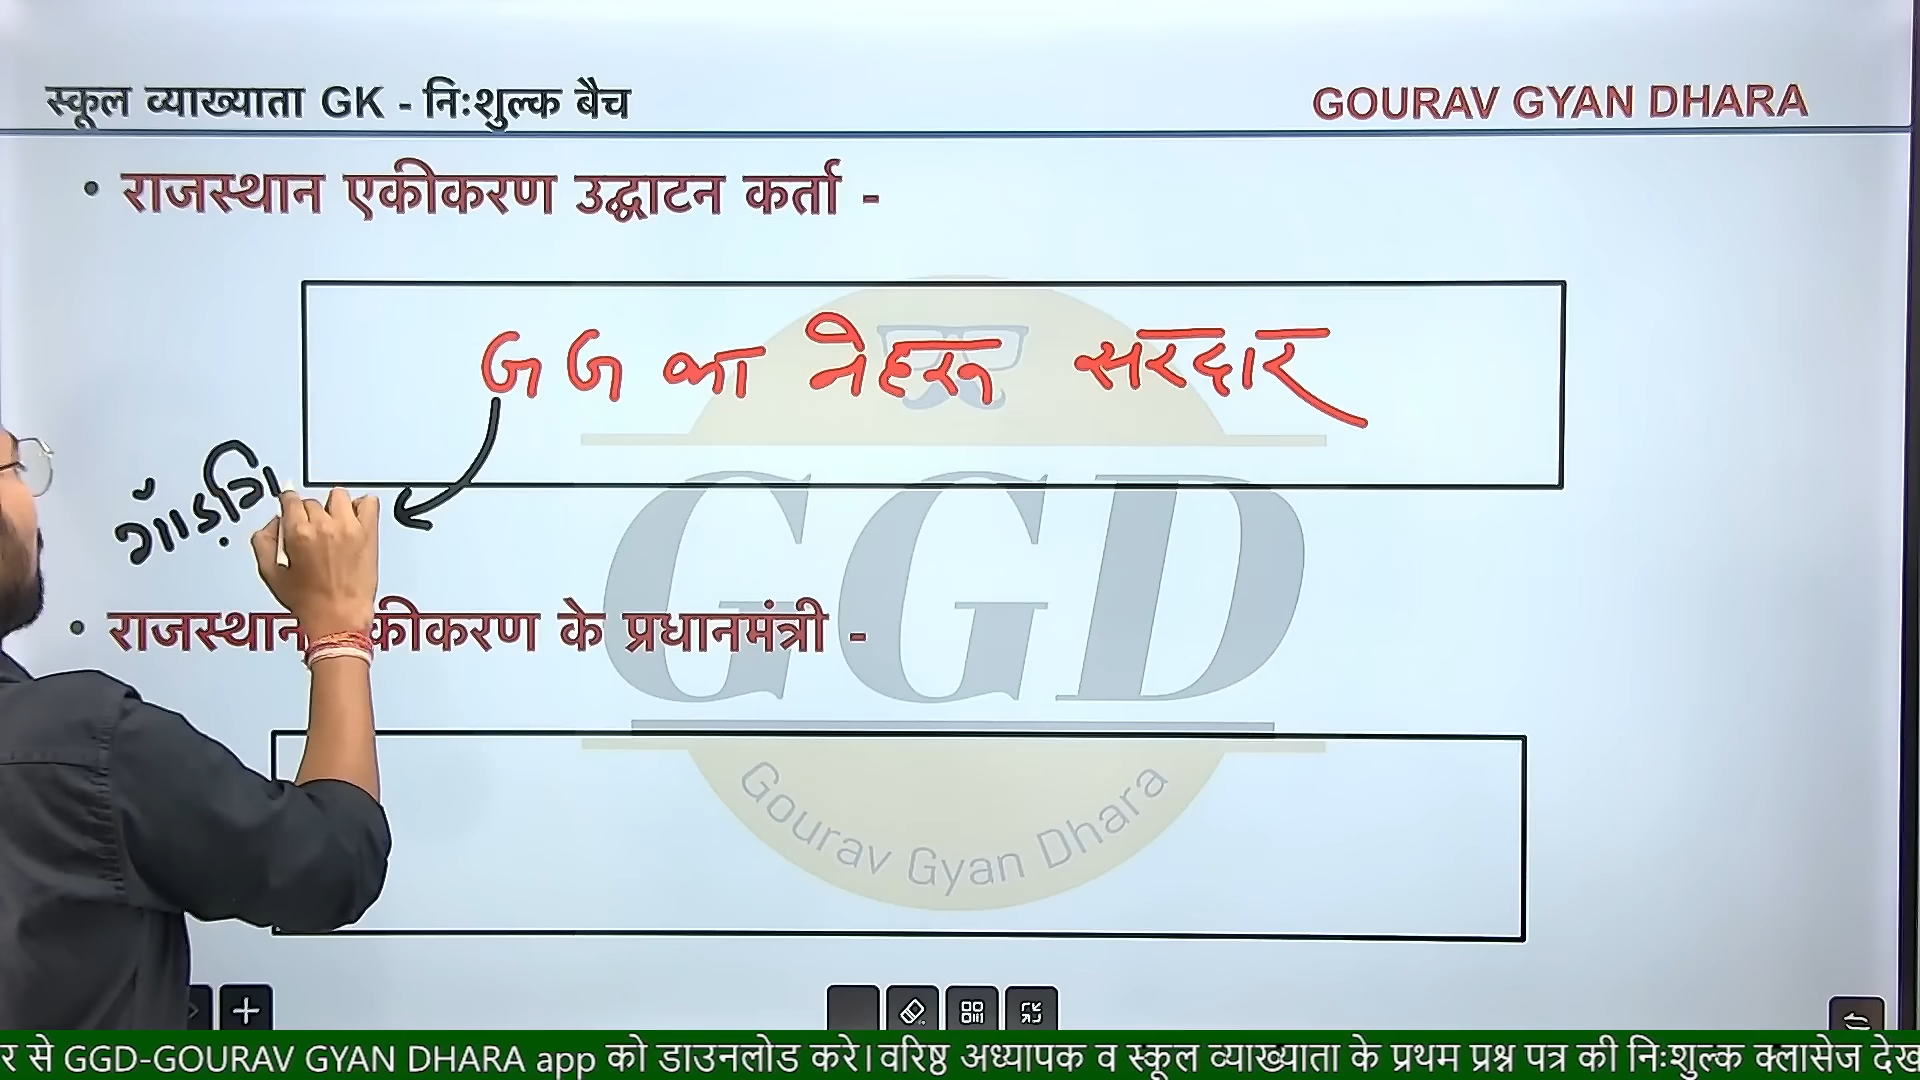 स्कूल व्याख्याता GK - निःशुल्क बैच
GOURAV GYAN DHARA
• राजस्थान एकीकरण उद्घाटन कर्ता -
G G का नेहरू सरदार
गॉडगि
• राजस्थान कीकरण के प्रधानमंत्री -
GGD
Gourav Gyan Dhara
र से GGD-GOURAV GYAN DHARA app को डाउनलोड करे। वरिष्ठ अध्यापक व स्कूल व्याख्याता के प्रथम प्रश्न पत्र की निःशुल्क क्लासेज देख